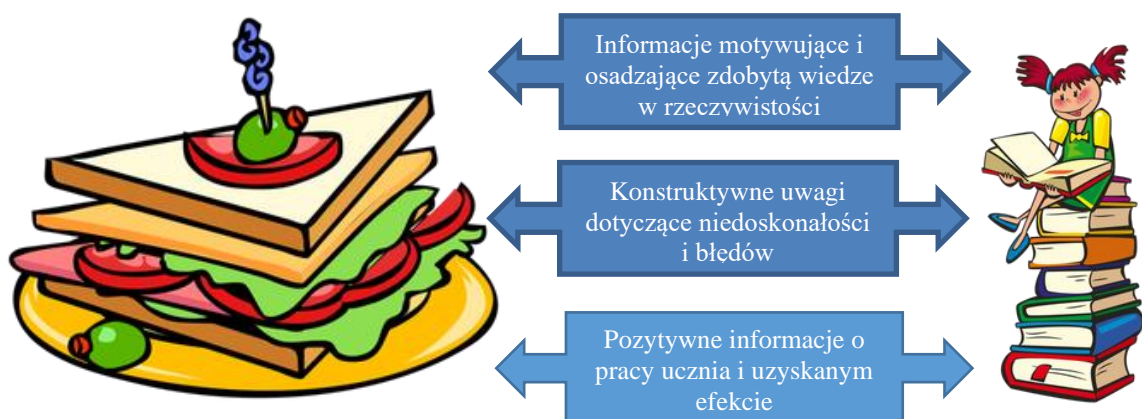 Informacje motywujące i
osadzające zdobytą wiedze
w rzeczywistości
Konstruktywne uwagi
dotyczące niedoskonałości
i błędów
Pozytywne informacje o
pracy ucznia i uzyskanym
efekcie